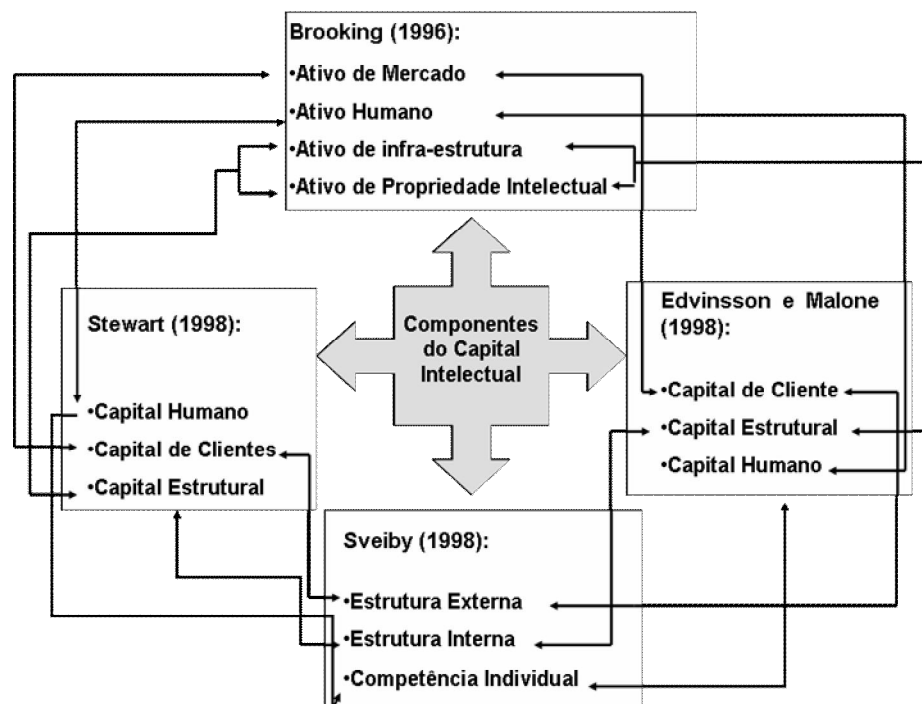 Brooking (1996):
•Ativo de Mercado
•Ativo Humano
•Ativo de infra-estrutura
•Ativo de Propriedade Intelectual
Stewart (1998):
•Capital Humano
•Capital de Clientes
•Capital Estrutural
Componentes
do Capital
Intelectual
Edvinsson e Malone
(1998):
•Capital de Cliente
•Capital Estrutural
•Capital Humano
Sveiby (1998):
•Estrutura Externa
•Estrutura Interna
•Competência Individual